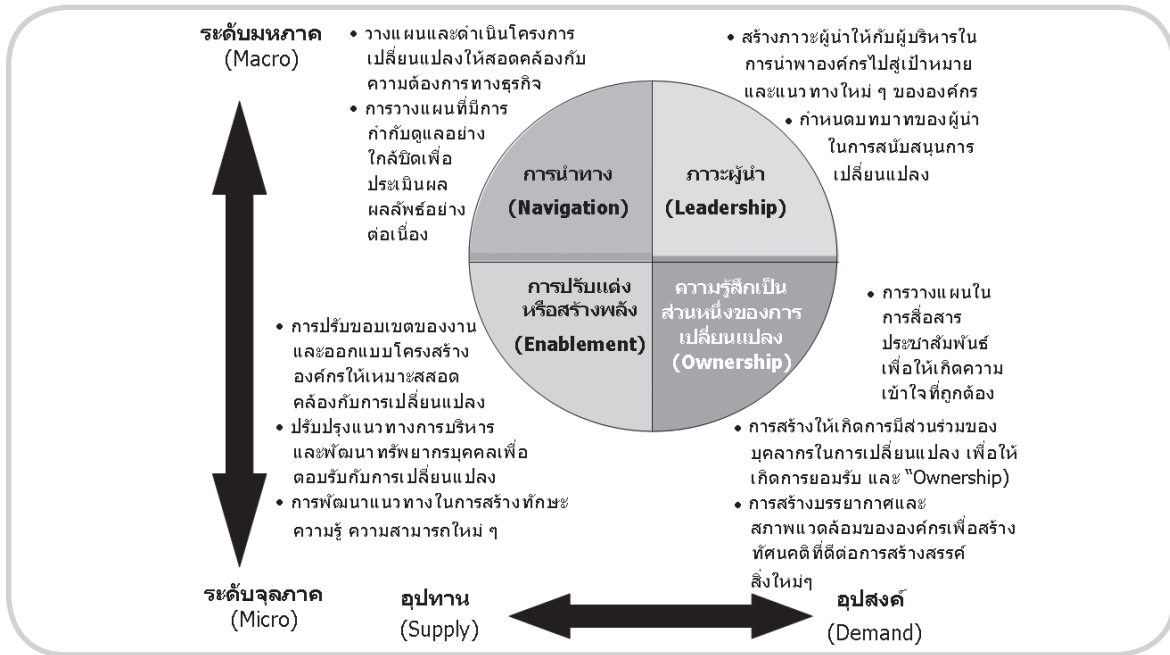 ระดับมหภาค
(Macro)
• วางแผนและดำเนินโครงการ
เปลี่ยนแปลงให้สอดคล้องกับ
ความต้องการทางธุรกิจ
• การวางแผนที่มีการ
กำกับดูแลอย่าง
ใกล้ชิดเพื่อ
ประเมินผล
ผลลัพธ์อย่าง
ต่อเนื่อง
• สร้างภาวะผู้นำให้กับผู้บริหารใน
การนำพาองค์กรไปสู่เป้าหมาย
และแนวทางใหม่ ๆ ขององค์กร
• กำหนดบทบาทของผู้นำ
ในการสนับสนุนการ
เปลี่ยนแปลง
การนำทาง
(Navigation)
ภาวะผู้นำ
(Leadership)
การปรับแต่ง
หรือสร้างพลัง
(Enablement)
ความรู้สึกเป็น
ส่วนหนึ่งของการ
เปลี่ยนแปลง
(Ownership)
• การปรับขอบเขตของงาน
และออกแบบโครงสร้าง
องค์กรให้เหมาะสสอด
คล้องกับการเปลี่ยนแปลง
• ปรับปรุงแนวทางการบริหาร
และพัฒนาทรัพยากรบุคคลเพื่อ
ตอบรับกับการเปลี่ยนแปลง
• การพัฒนาแนวทางในการสร้างทักษะ
ความรู้ ความสามารถใหม่ ๆ
• การวางแผนใน
การสื่อสาร
ประชาสัมพันธ์
เพื่อให้เกิดความ
เข้าใจที่ถูกต้อง
• การสร้างให้เกิดการมีส่วนร่วมของ
บุคลากรในการเปลี่ยนแปลง เพื่อให้
เกิดการยอมรับ และ “Ownership)
• การสร้างบรรยากาศและ
สภาพแวดล้อมขององค์กรเพื่อสร้าง
ทัศนคติที่ดีต่อการสร้างสรรค์
สิ่งใหม่ๆ
ระดับจุลภาค
(Micro)
อุปทาน
(Supply)
อุปสงค์
(Demand)